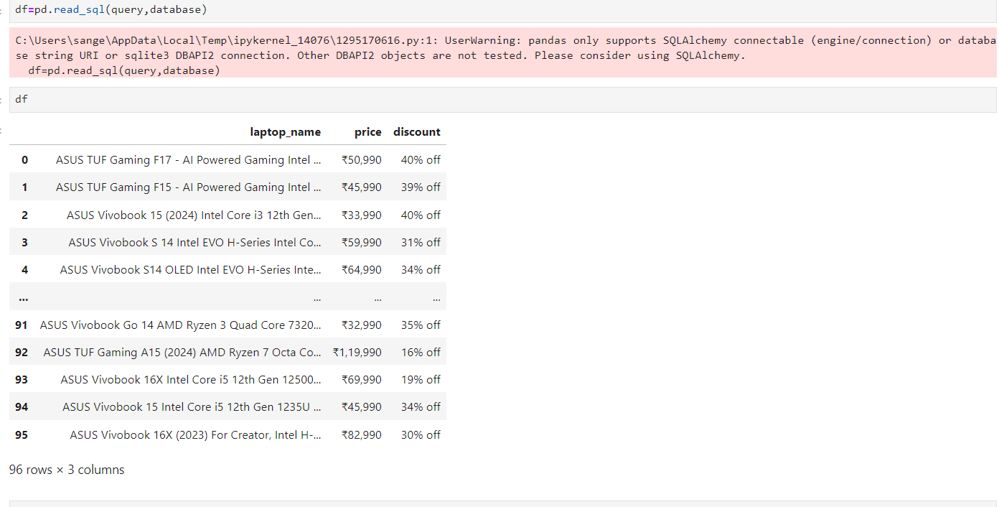 df=pd.read_sql(query,database)
C:\Users\sange\AppData\Local\Temp\ipykernel_14076\1295170616.py:1: UserWarning: pandas only supports SQLAlchemy connectable (engine/connection) or databa
se string URI or sqlite3 DBAPI2 connection. Other DBAPI2 objects are not tested. Please consider using SQLAlchemy.
df=pd.read_sql(query,database)
df
laptop_name price discount
0 ASUS TUF Gaming F17 - AI Powered Gaming Intel ... ₹50,990 40% off
1 ASUS TUF Gaming F15 - AI Powered Gaming Intel ... ₹45,990 39% off
2 ASUS Vivobook 15 (2024) Intel Core i3 12th Gen... ₹33,990 40% off
3 ASUS Vivobook S 14 Intel EVO H-Series Intel Co... ₹59,990 31% off
4 ASUS Vivobook S14 OLED Intel EVO H-Series Inte... ₹64,990 34% off
... ... ... ...
91 ASUS Vivobook Go 14 AMD Ryzen 3 Quad Core 7320... ₹32,990 35% off
92 ASUS TUF Gaming A15 (2024) AMD Ryzen 7 Octa Co... ₹1,19,990 16% off
93 ASUS Vivobook 16X Intel Core i5 12th Gen 12500... ₹69,990 19% off
94 ASUS Vivobook 15 Intel Core i5 12th Gen 1235U ... ₹45,990 34% off
95 ASUS Vivobook 16X (2023) For Creator, Intel H-... ₹82,990 30% off
96 rows × 3 columns